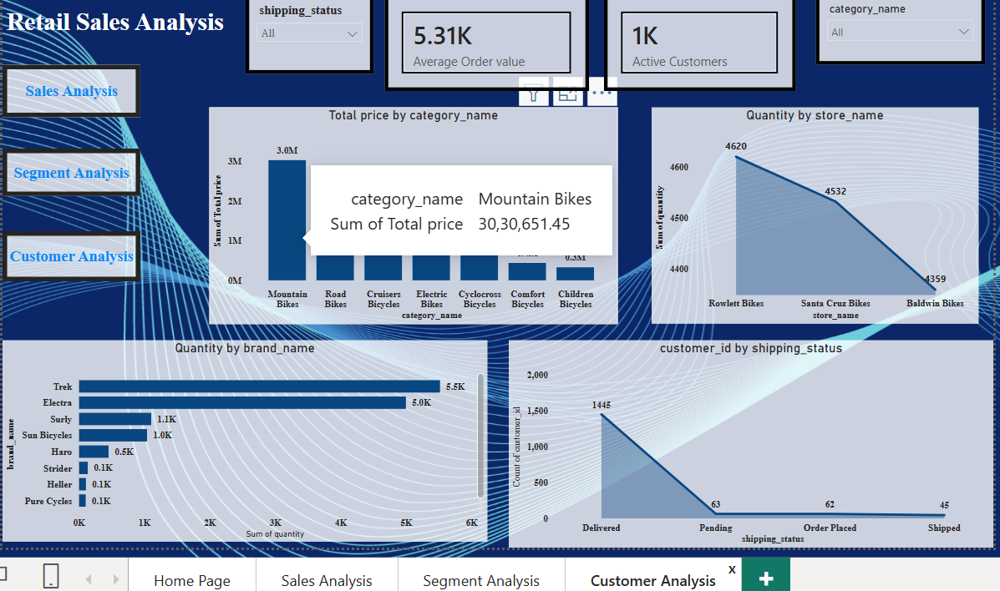 Retail Sales Analysis
shipping_status
All
5.31K
Average Order value
1K
Active Customers
category_name
All
Sales Analysis
Segment Analysis
Customer Analysis
Total price by category_name
3.0M
3M
2M
1M
0M
Sum of Total price
category_name Mountain Bikes
Sum of Total price 30,30,651.45
0.3M
Mountain Bikes
Road Bikes
Cruisers Bicycles
Electric Bikes
Cyclocross Bicycles
Comfort Bicycles
Children Bicycles
category_name
Quantity by store_name
4620
4532
4359
4600
4500
4400
Sum of quantity
Rowlett Bikes
Santa Cruz Bikes
Baldwin Bikes
store_name
Quantity by brand_name
brand_name
Trek 5.5K
Electra 5.0K
Surly 1.1K
Sun Bicycles 1.0K
Haro 0.5K
Strider 0.1K
Heller 0.1K
Pure Cycles 0.1K
0K 1K 2K 3K 4K 5K 6K
Sum of quantity
customer_id by shipping_status
2,000
1,500
1,000
500
0
Count of customer_id
1445
63
62
45
Delivered
Pending
Order Placed
Shipped
shipping_status
Home Page
Sales Analysis
Segment Analysis
Customer Analysis
x
+